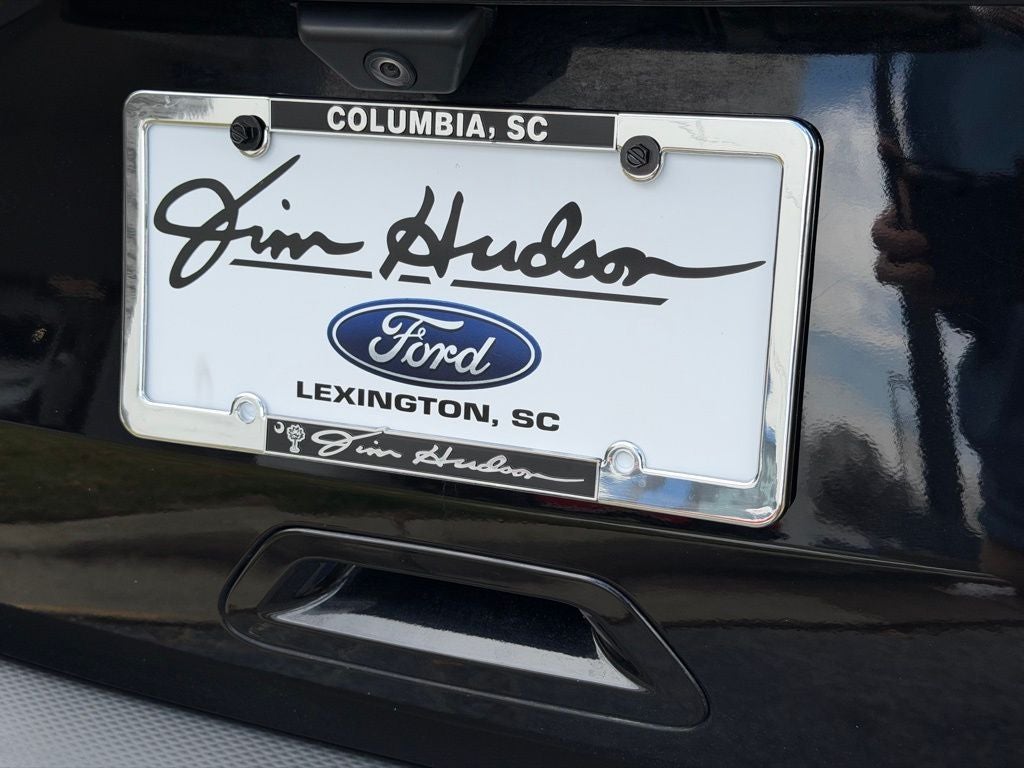 COLUMBIA, SC
Jim Hudson
Ford
LEXINGTON, SC
Jim Hudson